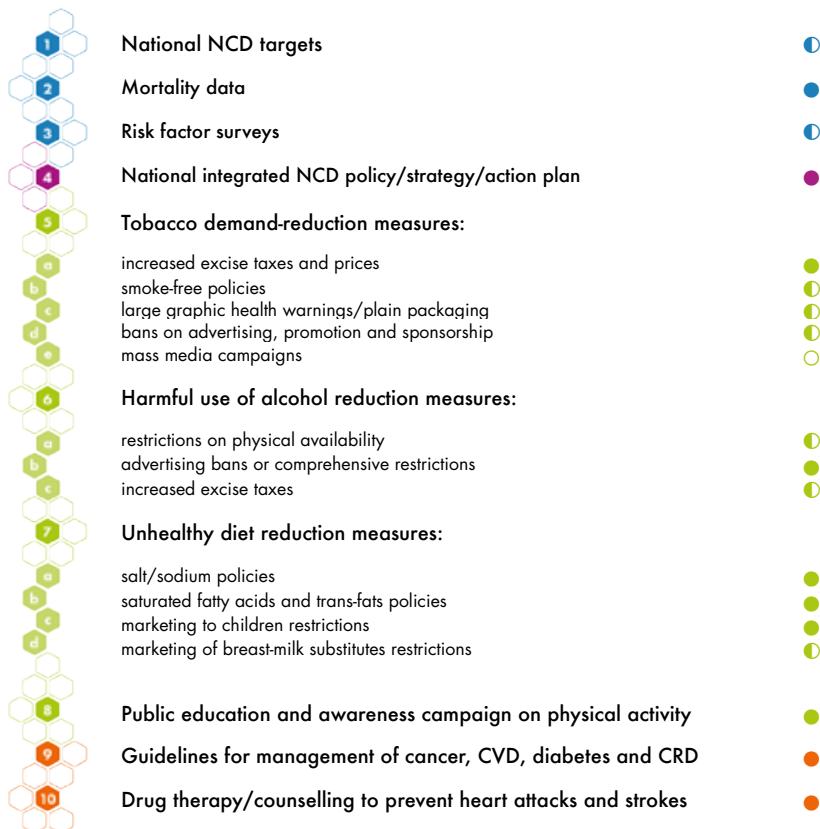 1 National NCD targets
2 Mortality data
3 Risk factor surveys
4 National integrated NCD policy/strategy/action plan
5 Tobacco demand-reduction measures:
a increased excise taxes and prices
b smoke-free policies
c large graphic health warnings/plain packaging
d bans on advertising, promotion and sponsorship
e mass media campaigns
6 Harmful use of alcohol reduction measures:
a restrictions on physical availability
b advertising bans or comprehensive restrictions
c increased excise taxes
7 Unhealthy diet reduction measures:
a salt/sodium policies
b saturated fatty acids and trans-fats policies
c marketing to children restrictions
d marketing of breast-milk substitutes restrictions
8 Public education and awareness campaign on physical activity
9 Guidelines for management of cancer, CVD, diabetes and CRD
10 Drug therapy/counselling to prevent heart attacks and strokes